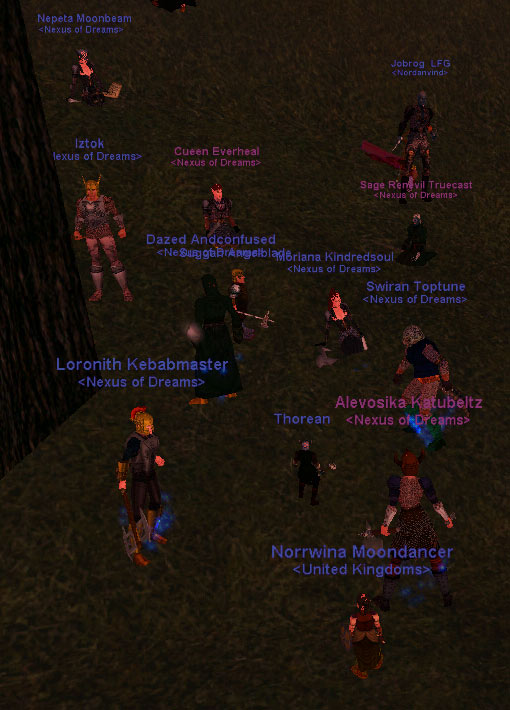 Nepeta Moonbeam
<Nexus of Dreams>
Jobrog LFG
<Nordanvind>
Iztok
lexus of Dreams>
Cueen Everheal
<Nexus of Dreams>
Sage Renevil Truecast
<Nexus of Dreams>
Dazed Andconfused
Moriana Kindredsoul
<Nexus of Dreams>
Swiran Toptune
<Nexus of Dreams>
Loronith Kebabmaster
<Nexus of Dreams>
Alevosika Katubeltz
<Nexus of Dreams>
Thorean
Norrwina Moondancer
<United Kingdoms>